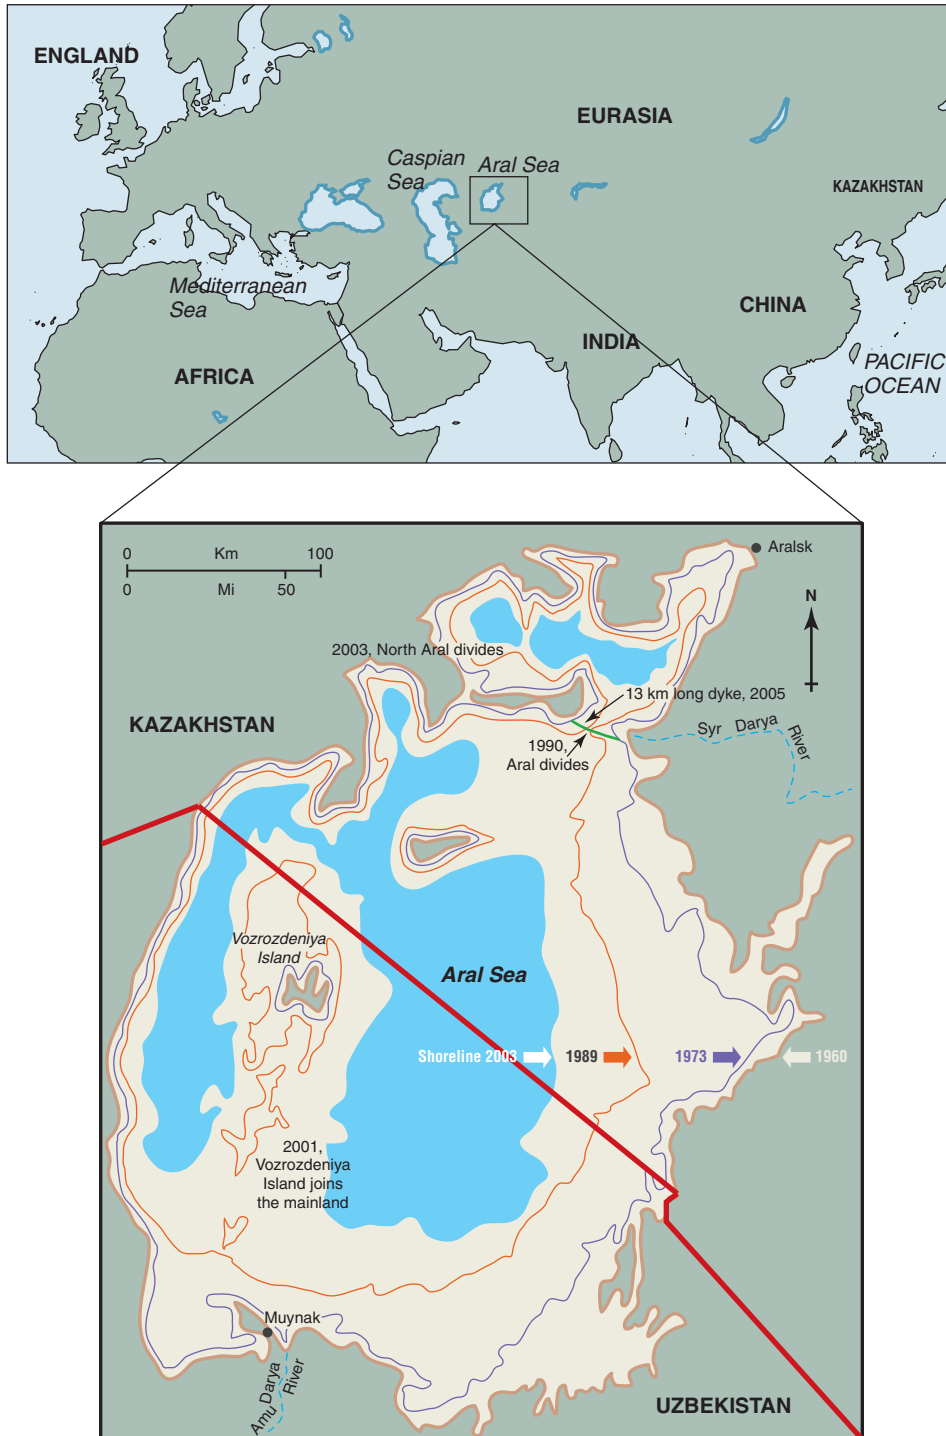 ENGLAND
EURASIA
Caspian
Sea
Aral Sea
KAZAKHSTAN
Mediterranean
Sea
CHINA
INDIA
AFRICA
PACIFIC
OCEAN
0 Km 100
0 Mi 50
Aralsk
N
2003, North Aral divides
13 km long dyke, 2005
KAZAKHSTAN
1990,
Aral divides
Syr Darya River
Vozrozdeniya
Island
Aral Sea
Shoreline 2003 1989 1973 1960
2001,
Vozrozdeniya
Island joins
the mainland
Muynak
Amu Darya
River
UZBEKISTAN